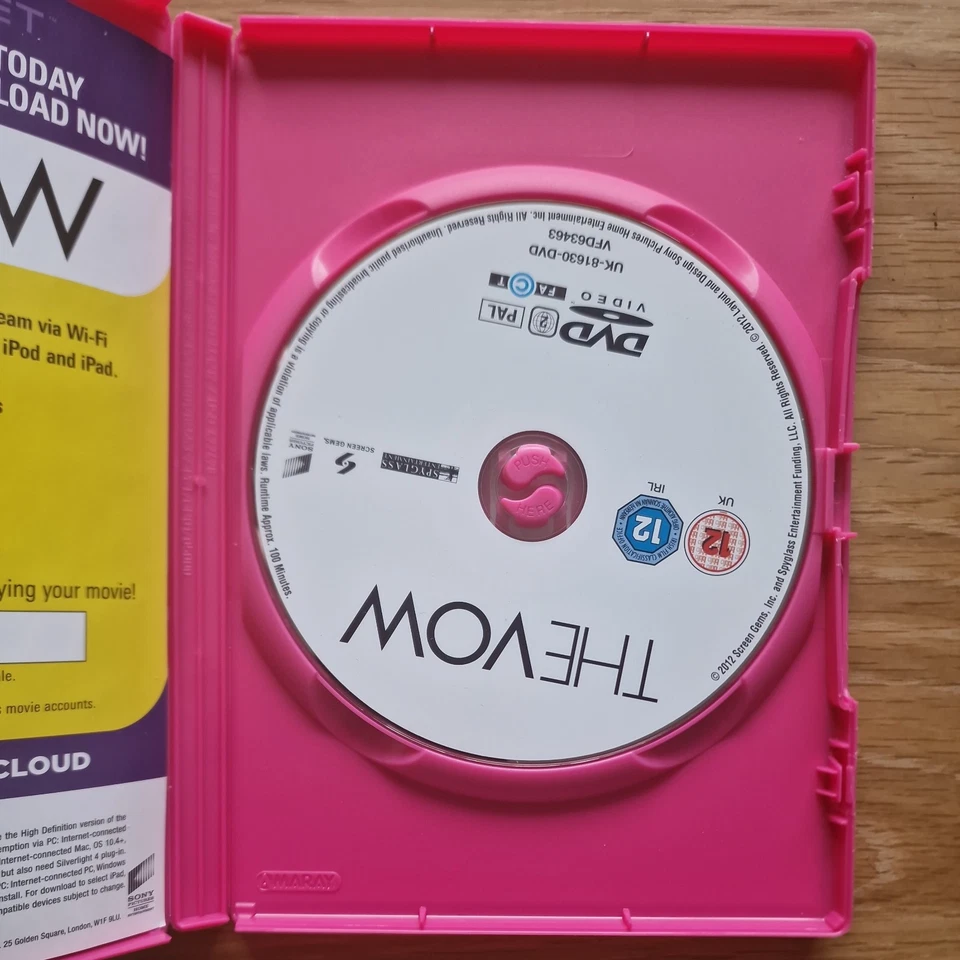 ET
TODAY
LOAD NOW!
W
eam via Wi-Fi
iPod and iPad.
s
ying your movie!
le.
s movie accounts.
CLOUD
e the High Definition version of the
emption via PC: Internet-connected
nternet-connected Mac, OS 10.4+,
but also need Silverlight 4 plug-in.
C: Internet-connected PC, Windows
nstall. For download to select iPad,
mpatible devices subject to change.
SONY
PICTURES
25 Golden Square, London, W1F 9LU.
THE VOW
UK
12
IRL
12
PUSH
HERE
SPYGLASS
ENTERTAINMENT
SCREEN GEMS.
SONY
PICTURES
DVD
VIDEO
2
PAL
FACT
UK-81630-DVD
VFD63463
© 2012 Screen Gems, Inc. and Spyglass Entertainment Funding, LLC. All Rights Reserved. © 2012 Layout and Design Sony Pictures Home Entertainment Inc. All Rights Reserved. Unauthorised public broadcasting or copying is a violation of applicable laws. Runtime Approx. 100 Minutes.
AMARAY